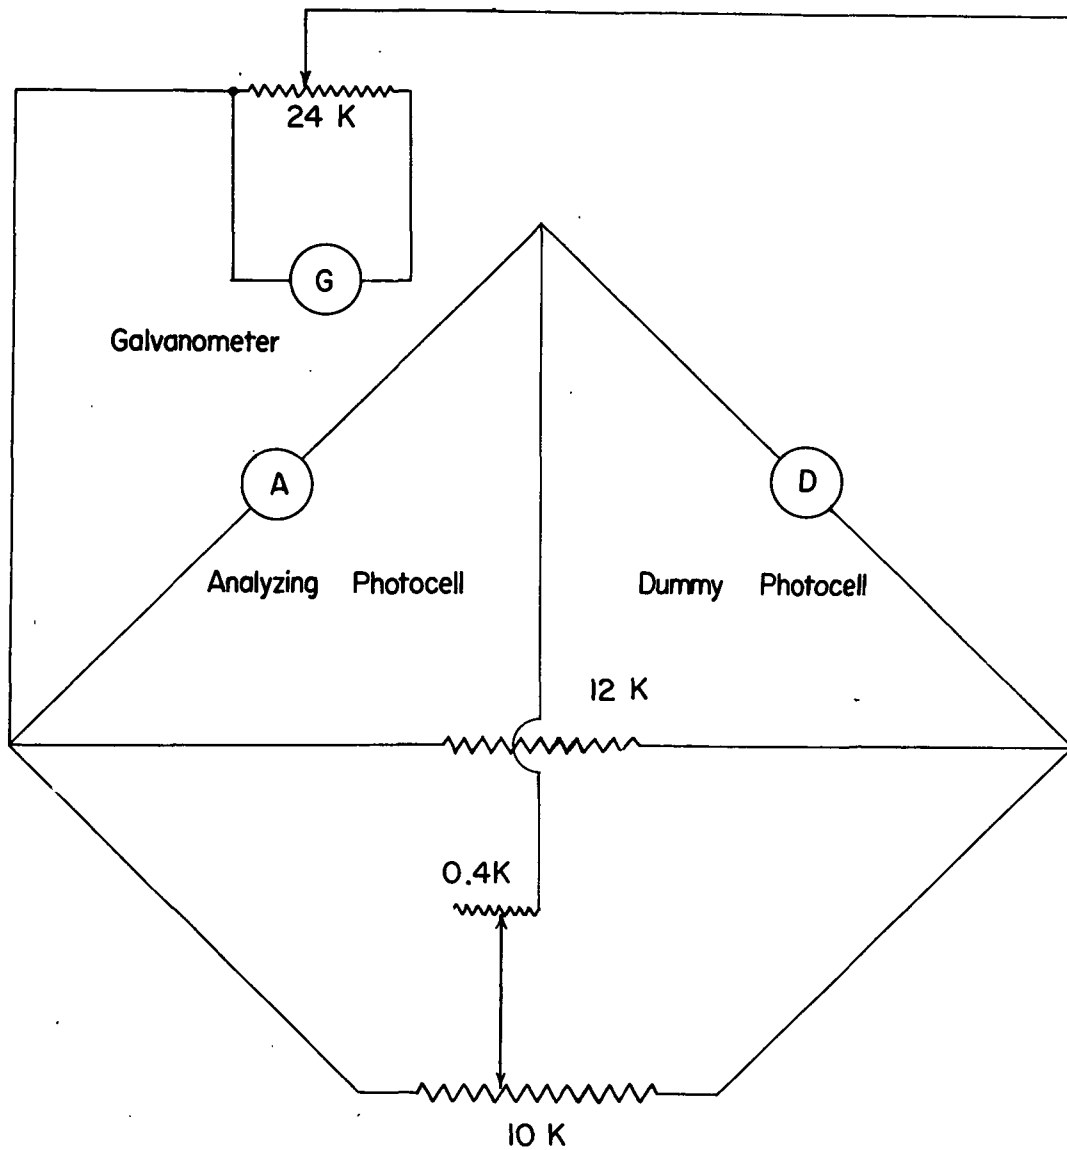 24 K
G
Galvanometer
A
D
Analyzing Photocell
Dummy Photocell
12 K
0.4K
10 K